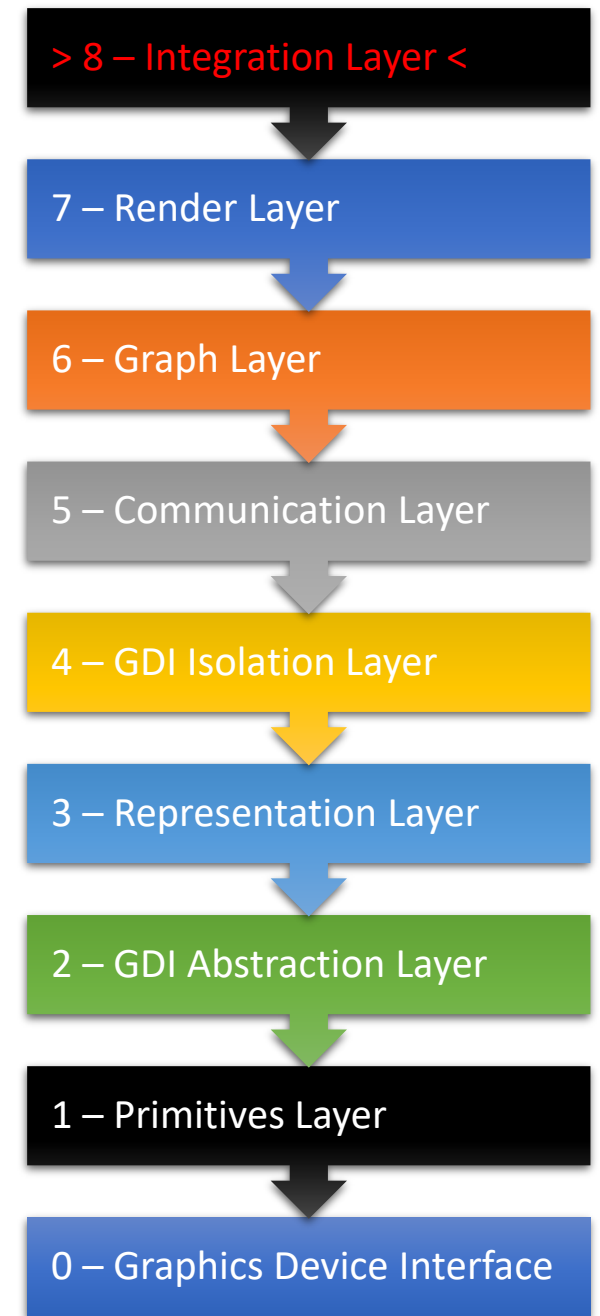 > 8 – Integration Layer <
7 – Render Layer
6 – Graph Layer
5 – Communication Layer
4 – GDI Isolation Layer
3 – Representation Layer
2 – GDI Abstraction Layer
1 – Primitives Layer
0 – Graphics Device Interface